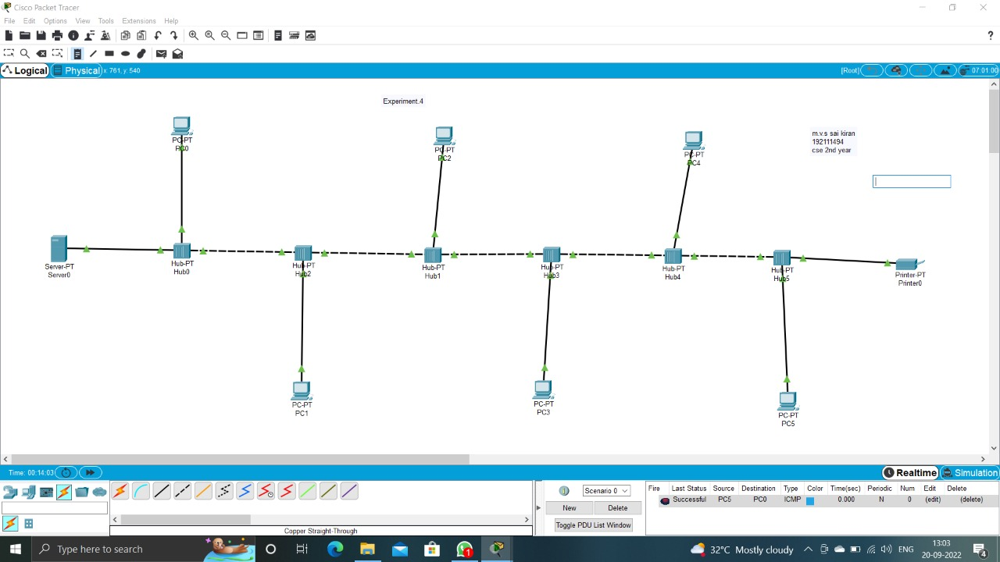 Cisco Packet Tracer
File Edit Options View Tools Extensions Help
?
Logical Physical x: 761, y: 540 [Root] 07:01:00
Experiment.4
m.v.s sai kiran
192111494
cse 2nd year
PC-PT
PC0
PC-PT
PC2
PC-PT
PC4
Server-PT
Server0
Hub-PT
Hub0
Hub-PT
Hub2
Hub-PT
Hub1
Hub-PT
Hub3
Hub-PT
Hub4
Hub-PT
Hub5
Printer-PT
Printer0
PC-PT
PC1
PC-PT
PC3
PC-PT
PC5
Time: 00:14:03 Realtime Simulation
Scenario 0
New Delete
Toggle PDU List Window
Fire Last Status Source Destination Type Color Time(sec) Periodic Num Edit Delete
Successful PC5 PC0 ICMP 0.000 N 0 (edit) (delete)
Copper Straight-Through
Type here to search
1
32°C Mostly cloudy
ENG
13:03
20-09-2022
4